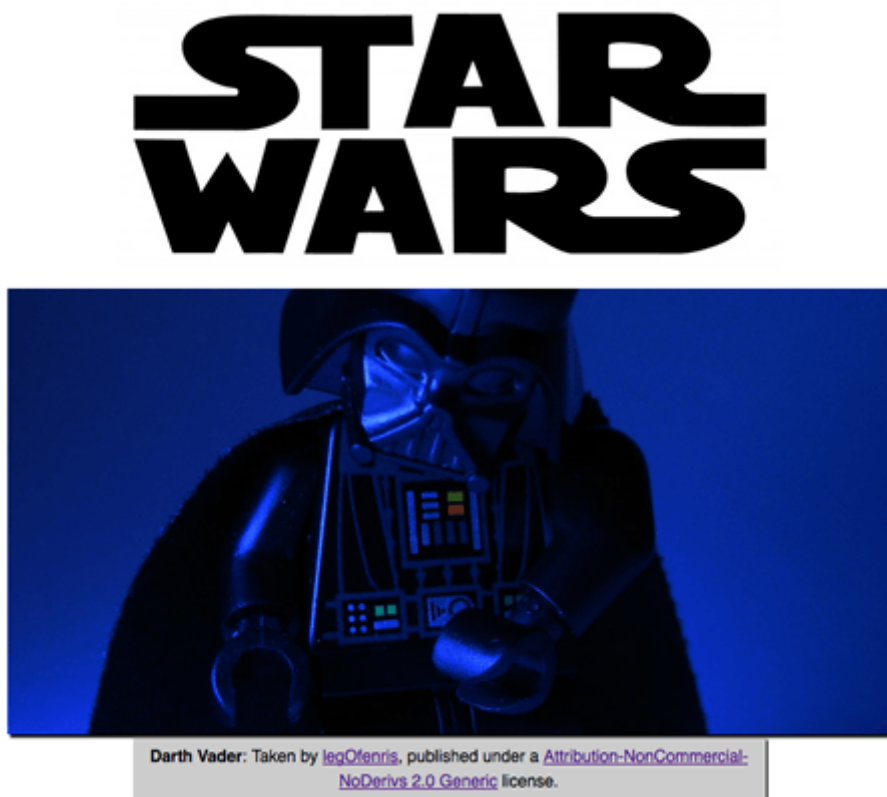 STAR
WARS
Darth Vader: Taken by legOfenris, published under a Attribution-NonCommercial-
NoDerivs 2.0 Generic license.